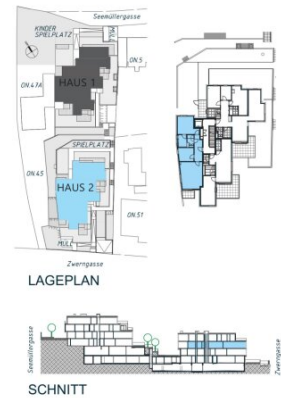 Seemüllergasse
KINDER
SPIELPLATZ
MÜLL
ON.5
ON.47A
HAUS 1
SPIELPLATZ
ON.45
HAUS 2
ON.51
MÜLL
Zwerngasse
LAGEPLAN
Seemüllergasse
Zwerngasse
SCHNITT